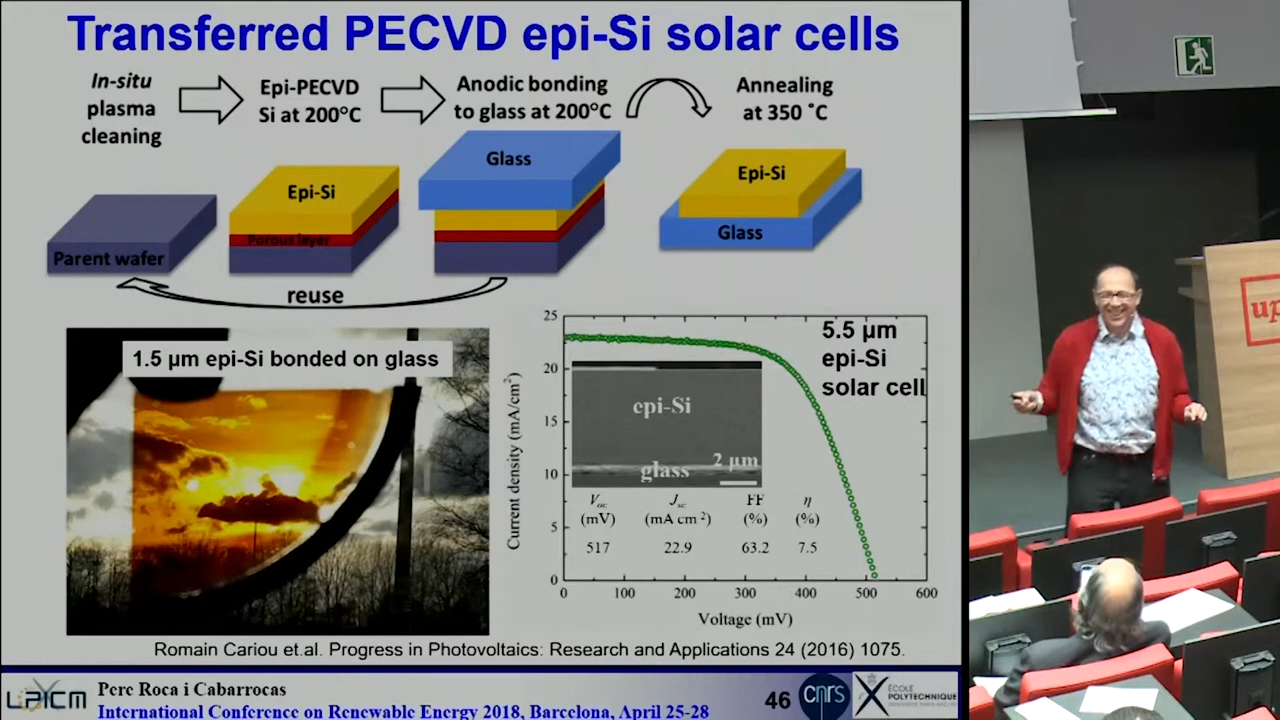 Transferred PECVD epi-Si solar cells
In-situ
plasma
cleaning
Epi-PECVD
Si at 200°C
Anodic bonding
to glass at 200°C
Annealing
at 350 °C
Parent wafer
Epi-Si
Porous layer
Glass
Epi-Si
Glass
reuse
1.5 µm epi-Si bonded on glass
25
20
15
10
5
0
Current density (mA/cm²)
5.5 µm
epi-Si
solar cell
epi-Si
glass
2 µm
Voc Jsc FF η
(mV) (mA cm⁻²) (%) (%)
517 22.9 63.2 7.5
0 100 200 300 400 500 600
Voltage (mV)
Romain Cariou et.al. Progress in Photovoltaics: Research and Applications 24 (2016) 1075.
LPICM
Pere Roca i Cabarrocas
International Conference on Renewable Energy 2018, Barcelona, April 25-28
46
cnrs
ÉCOLE
POLYTECHNIQUE
up